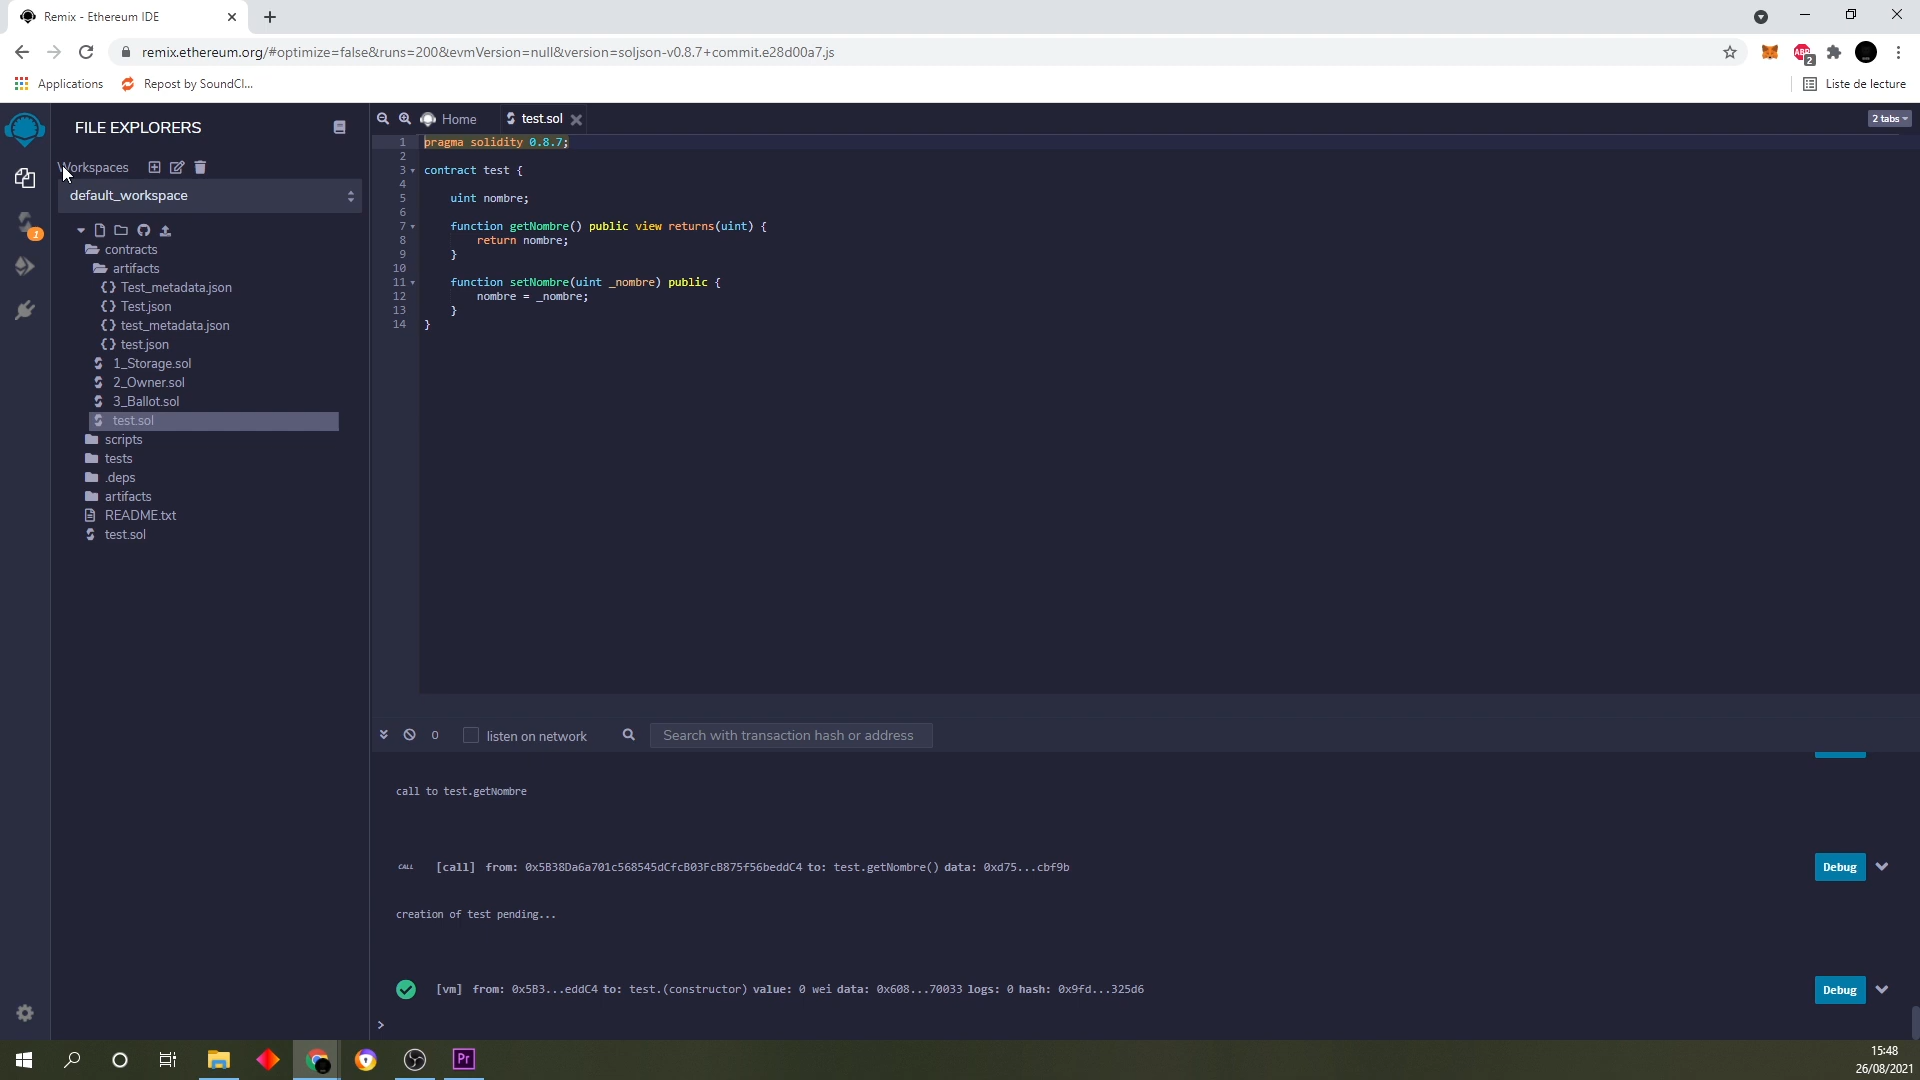 Remix - Ethereum IDE
remix.ethereum.org/#optimize=false&runs=200&evmVersion=null&version=soljson-v0.8.7+commit.e28d00a7.js
ABP
2
Applications
Repost by SoundCl...
Liste de lecture
FILE EXPLORERS
Home
test.sol
2 tabs
Workspaces
default_workspace
1
contracts
artifacts
{} Test_metadata.json
{} Test.json
{} test_metadata.json
{} test.json
1_Storage.sol
2_Owner.sol
3_Ballot.sol
test.sol
scripts
tests
.deps
artifacts
README.txt
test.sol
1 pragma solidity 0.8.7;
2
3 contract test {
4
5 uint nombre;
6
7 function getNombre() public view returns(uint) {
8 return nombre;
9 }
10
11 function setNombre(uint _nombre) public {
12 nombre = _nombre;
13 }
14 }
0
listen on network
Search with transaction hash or address
call to test.getNombre
CALL [call] from: 0x5B38Da6a701c568545dCfcB03FcB875f56beddC4 to: test.getNombre() data: 0xd75...cbf9b
Debug
creation of test pending...
[vm] from: 0x5B3...eddC4 to: test.(constructor) value: 0 wei data: 0x608...70033 logs: 0 hash: 0x9fd...325d6
Debug
>
Pr
15:48
26/08/2021